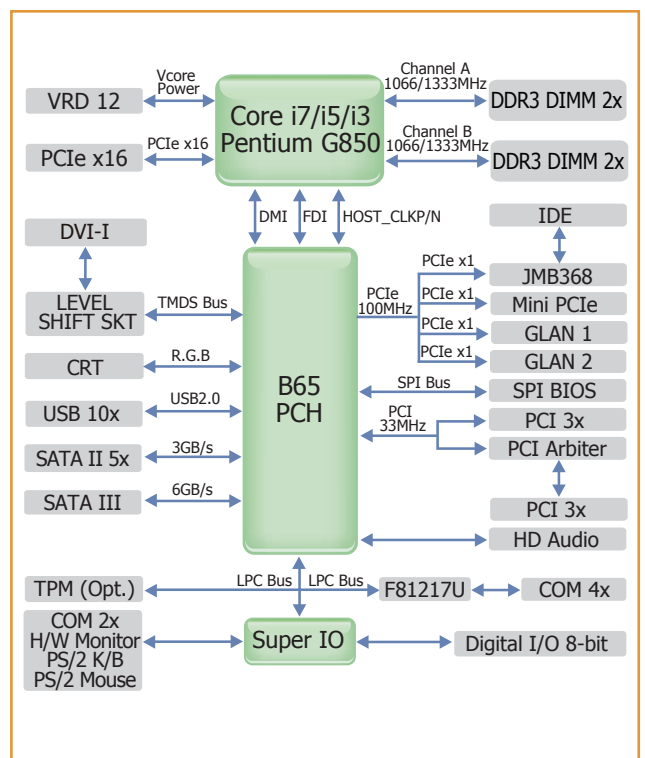 Vcore
Power
VRD 12
Core i7/i5/i3
Pentium G850
Channel A
1066/1333MHz
DDR3 DIMM 2x
PCIe x16
PCIe x16
Channel B
1066/1333MHz
DDR3 DIMM 2x
DMI
FDI
HOST_CLKP/N
DVI-I
IDE
LEVEL
SHIFT SKT
TMDS Bus
CRT
R.G.B
USB 10x
USB2.0
SATA II 5x
3GB/s
SATA III
6GB/s
B65
PCH
PCIe
100MHz
PCIe x1
JMB368
PCIe x1
Mini PCIe
PCIe x1
GLAN 1
PCIe x1
GLAN 2
SPI Bus
SPI BIOS
PCI
33MHz
PCI 3x
PCI Arbiter
PCI 3x
HD Audio
TPM (Opt.)
LPC Bus
LPC Bus
F81217U
COM 4x
COM 2x
H/W Monitor
PS/2 K/B
PS/2 Mouse
Super IO
Digital I/O 8-bit